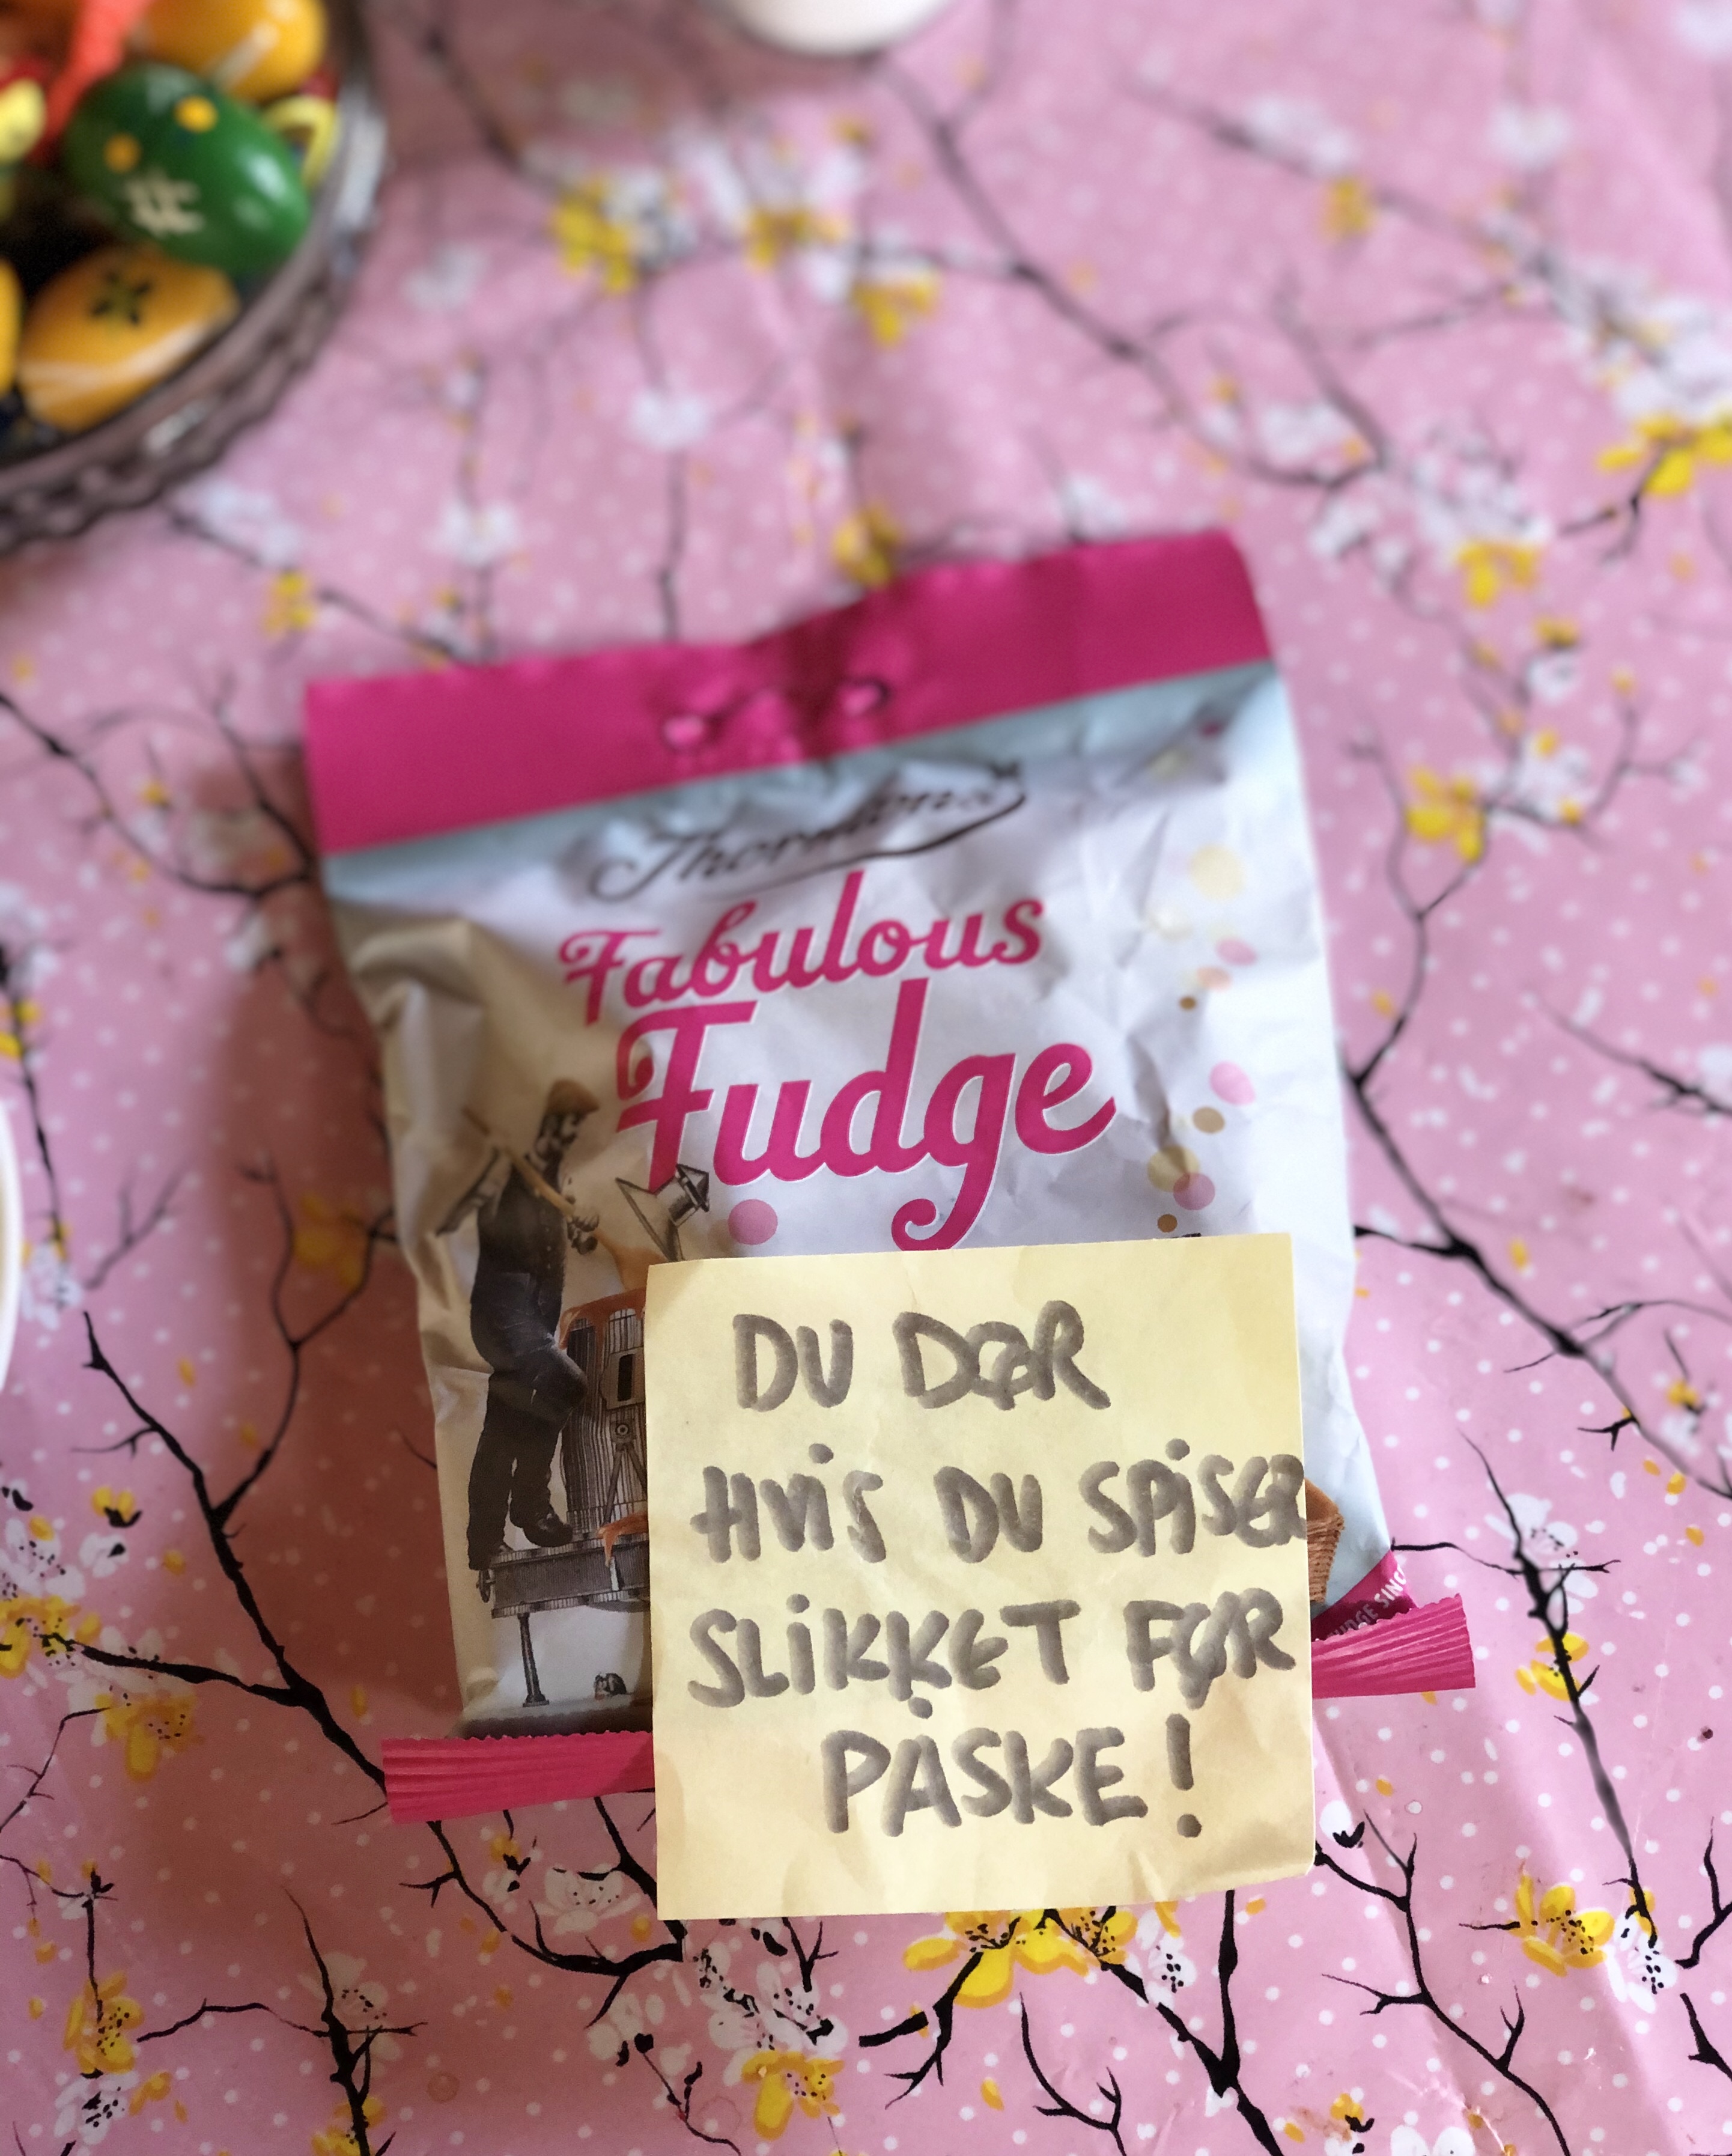 Thorntons
Fabulous
Fudge
DU DØR
HVIS DU SPISER
SLIKKET FØR
PÅSKE!